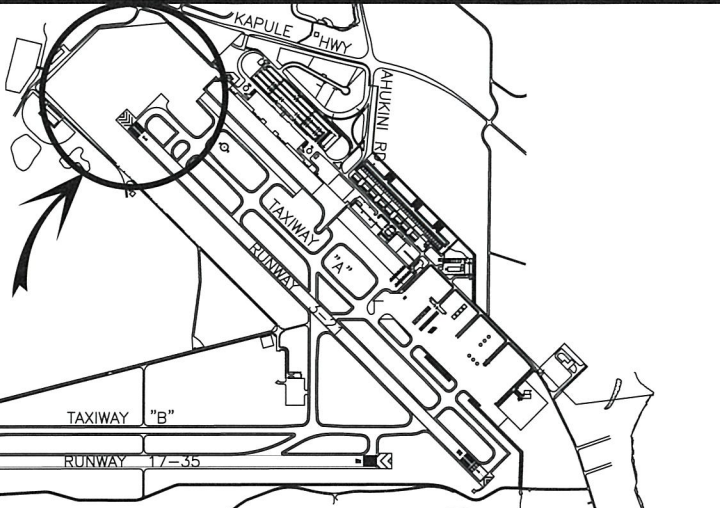 KAPULE HWY
AHUKINI RD
TAXIWAY "A"
RUNWAY
TAXIWAY "B"
RUNWAY 17-35